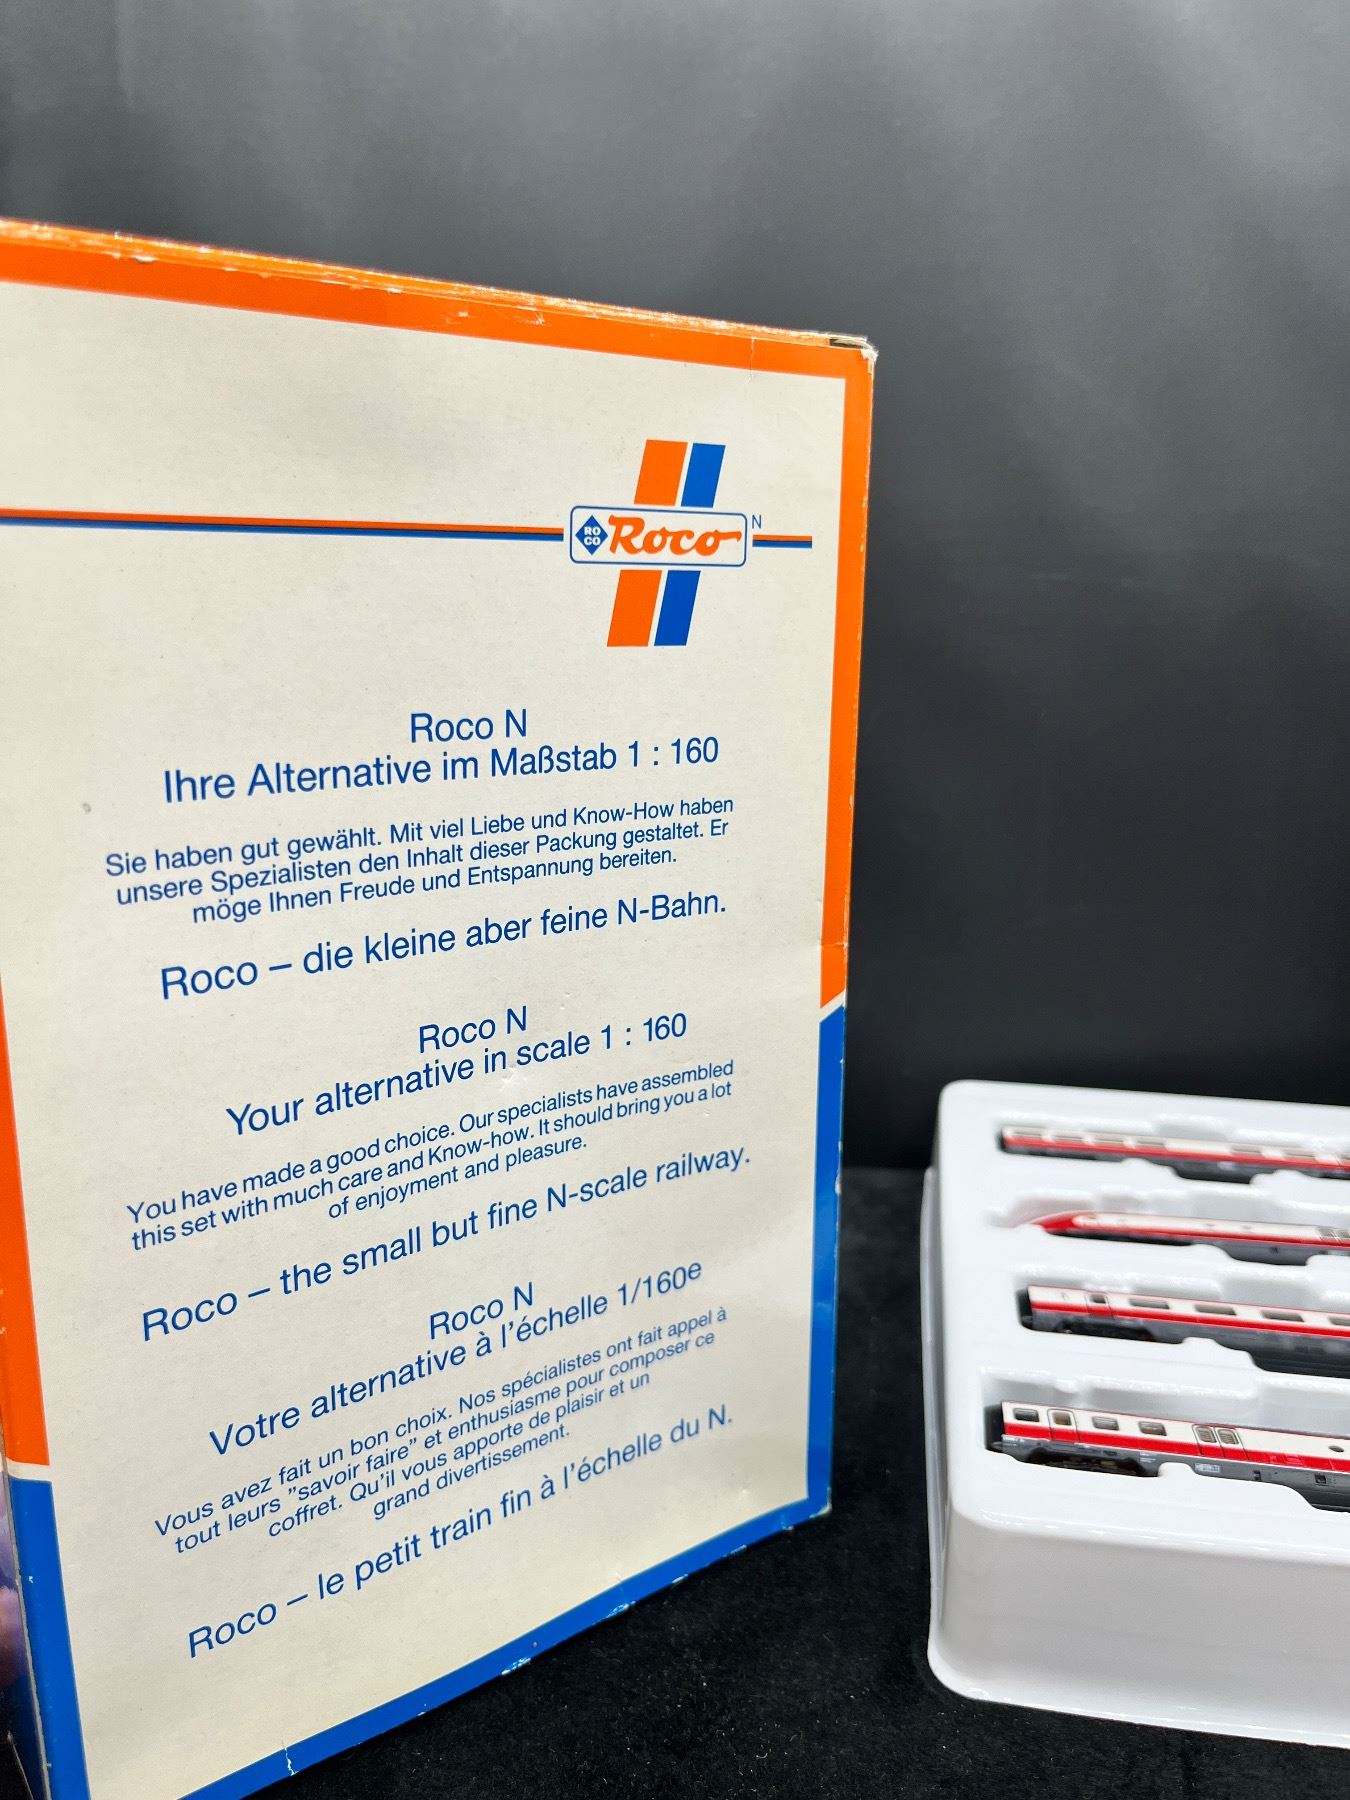 RO
CO
Roco
N
Roco N
Ihre Alternative im Maßstab 1 : 160
Sie haben gut gewählt. Mit viel Liebe und Know-How haben
unsere Spezialisten den Inhalt dieser Packung gestaltet. Er
möge Ihnen Freude und Entspannung bereiten.
Roco – die kleine aber feine N-Bahn.
Roco N
Your alternative in scale 1 : 160
You have made a good choice. Our specialists have assembled
this set with much care and Know-how. It should bring you a lot
of enjoyment and pleasure.
Roco – the small but fine N-scale railway.
Roco N
Votre alternative à l'échelle 1/160e
Vous avez fait un bon choix. Nos spécialistes ont fait appel à
tout leurs "savoir faire" et enthusiasme pour composer ce
coffret. Qu'il vous apporte de plaisir et un
grand divertissement.
Roco – le petit train fin à l'échelle du N.